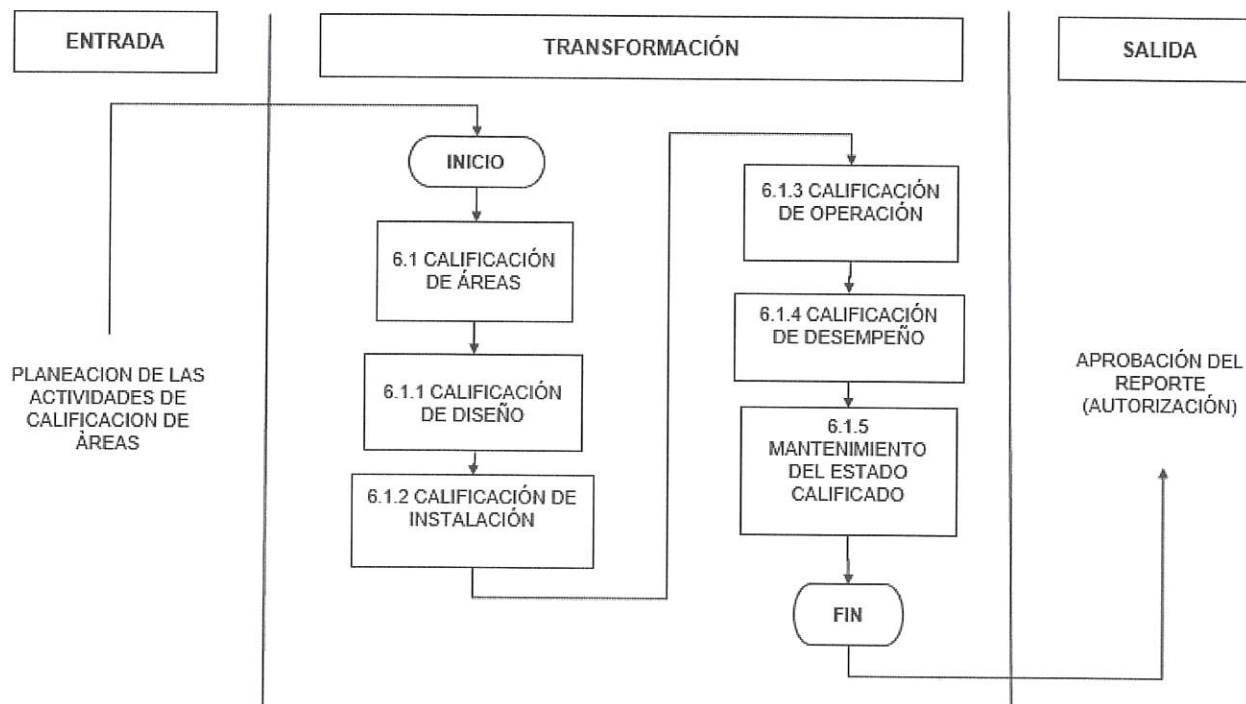 ENTRADA
TRANSFORMACIÓN
SALIDA
PLANEACION DE LAS
ACTIVIDADES DE
CALIFICACION DE
ÀREAS
INICIO
6.1 CALIFICACIÓN
DE ÁREAS
6.1.1 CALIFICACIÓN
DE DISEÑO
6.1.2 CALIFICACIÓN DE
INSTALACIÓN
6.1.3 CALIFICACIÓN
DE OPERACIÓN
6.1.4 CALIFICACIÓN
DE DESEMPEÑO
6.1.5
MANTENIMIENTO
DEL ESTADO
CALIFICADO
FIN
APROBACIÓN DEL
REPORTE
(AUTORIZACIÓN)